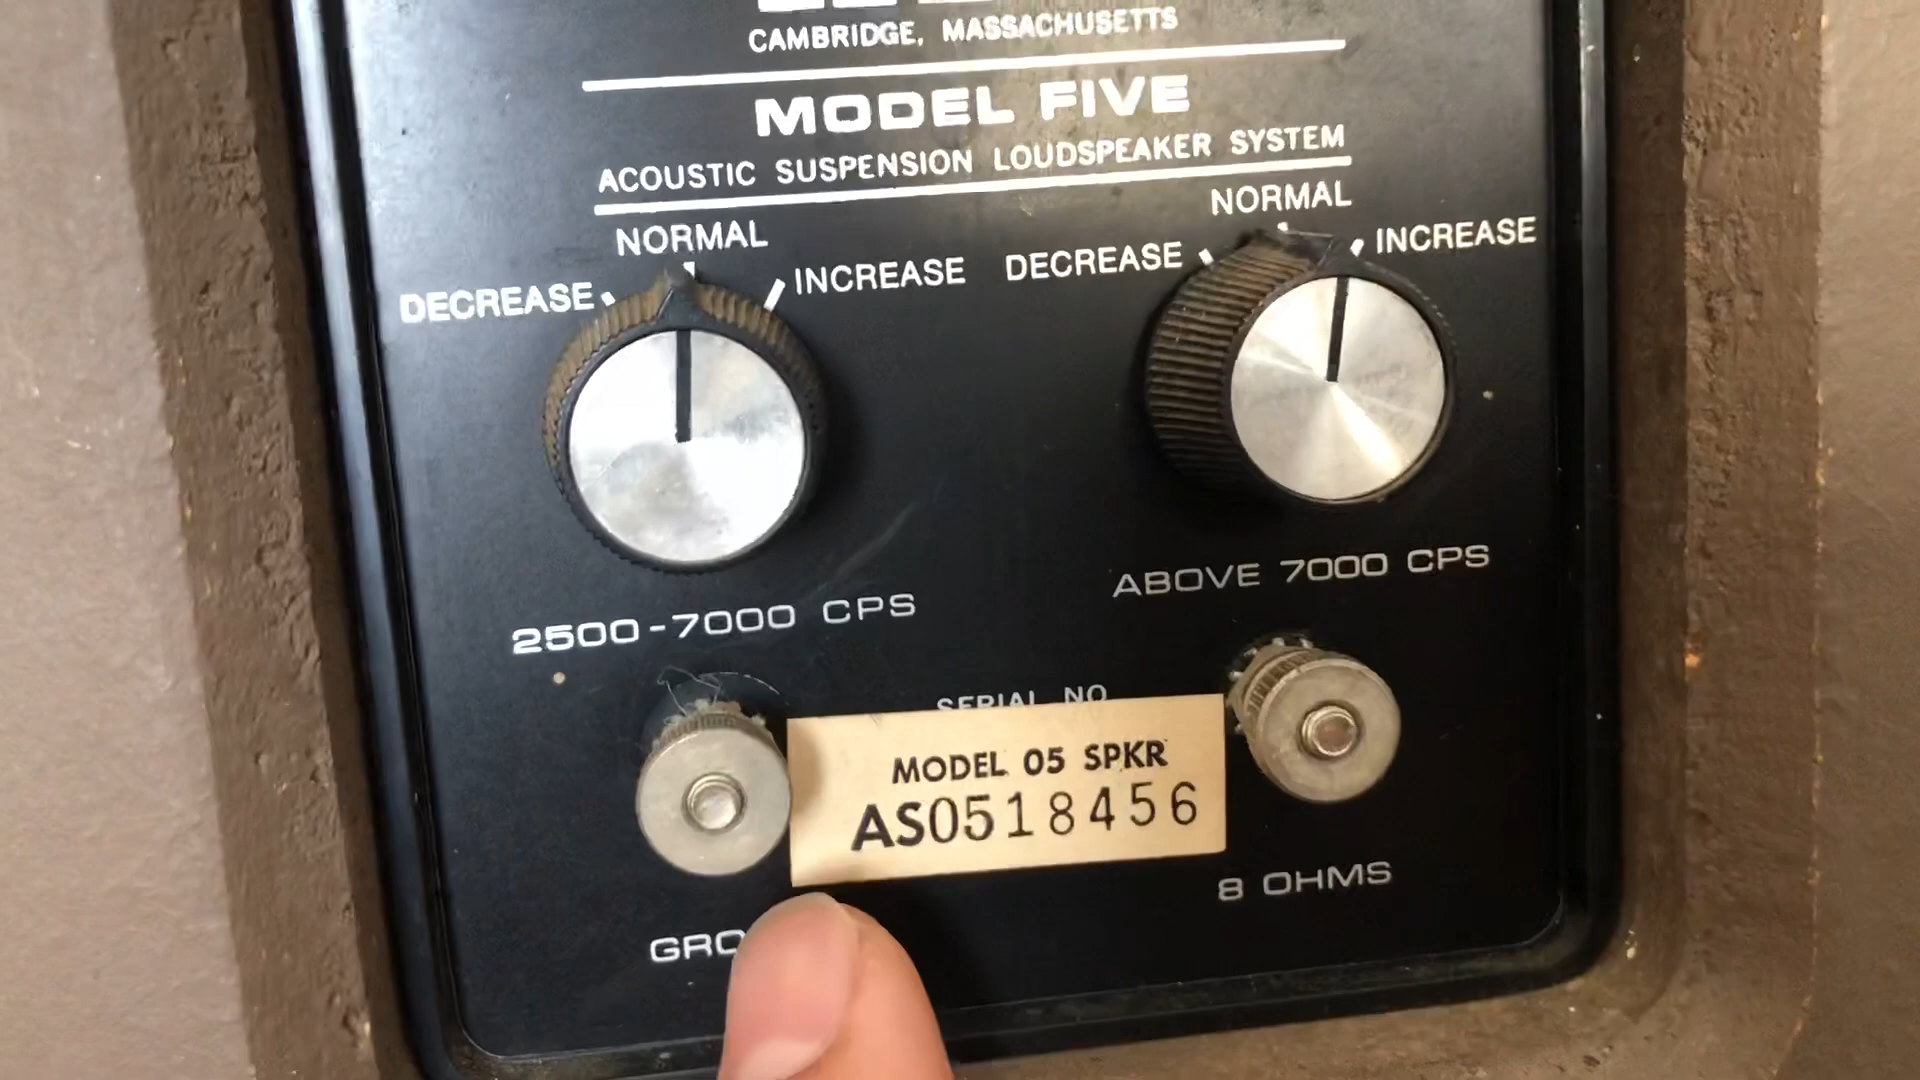 CAMBRIDGE, MASSACHUSETTS
MODEL FIVE
ACOUSTIC SUSPENSION LOUDSPEAKER SYSTEM
DECREASE NORMAL INCREASE
DECREASE NORMAL INCREASE
2500-7000 CPS
ABOVE 7000 CPS
SERIAL NO
MODEL 05 SPKR
AS0518456
8 OHMS